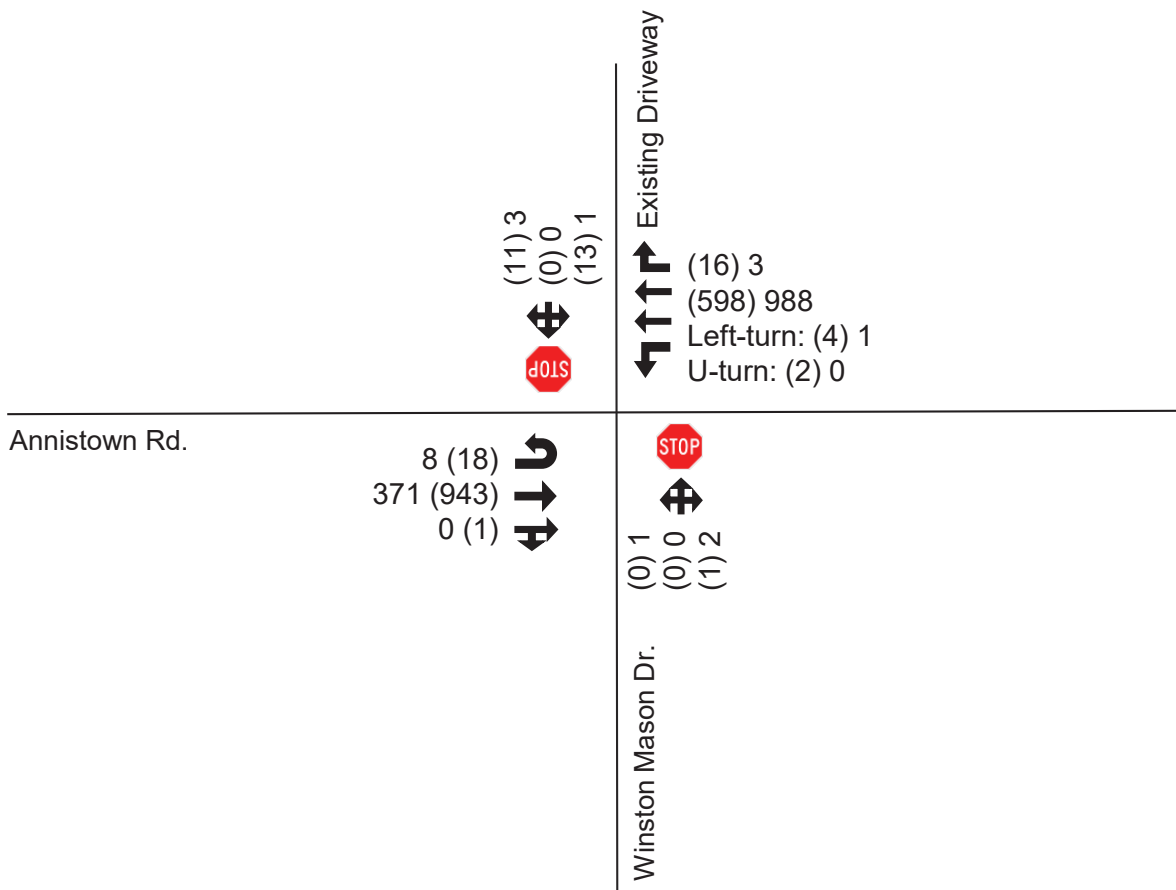 Existing Driveway
(11) 3
(0) 0
(13) 1
STOP
(16) 3
(598) 988
Left-turn: (4) 1
U-turn: (2) 0
Annistown Rd.
8 (18)
371 (943)
0 (1)
STOP
(0) 1
(0) 0
(1) 2
Winston Mason Dr.